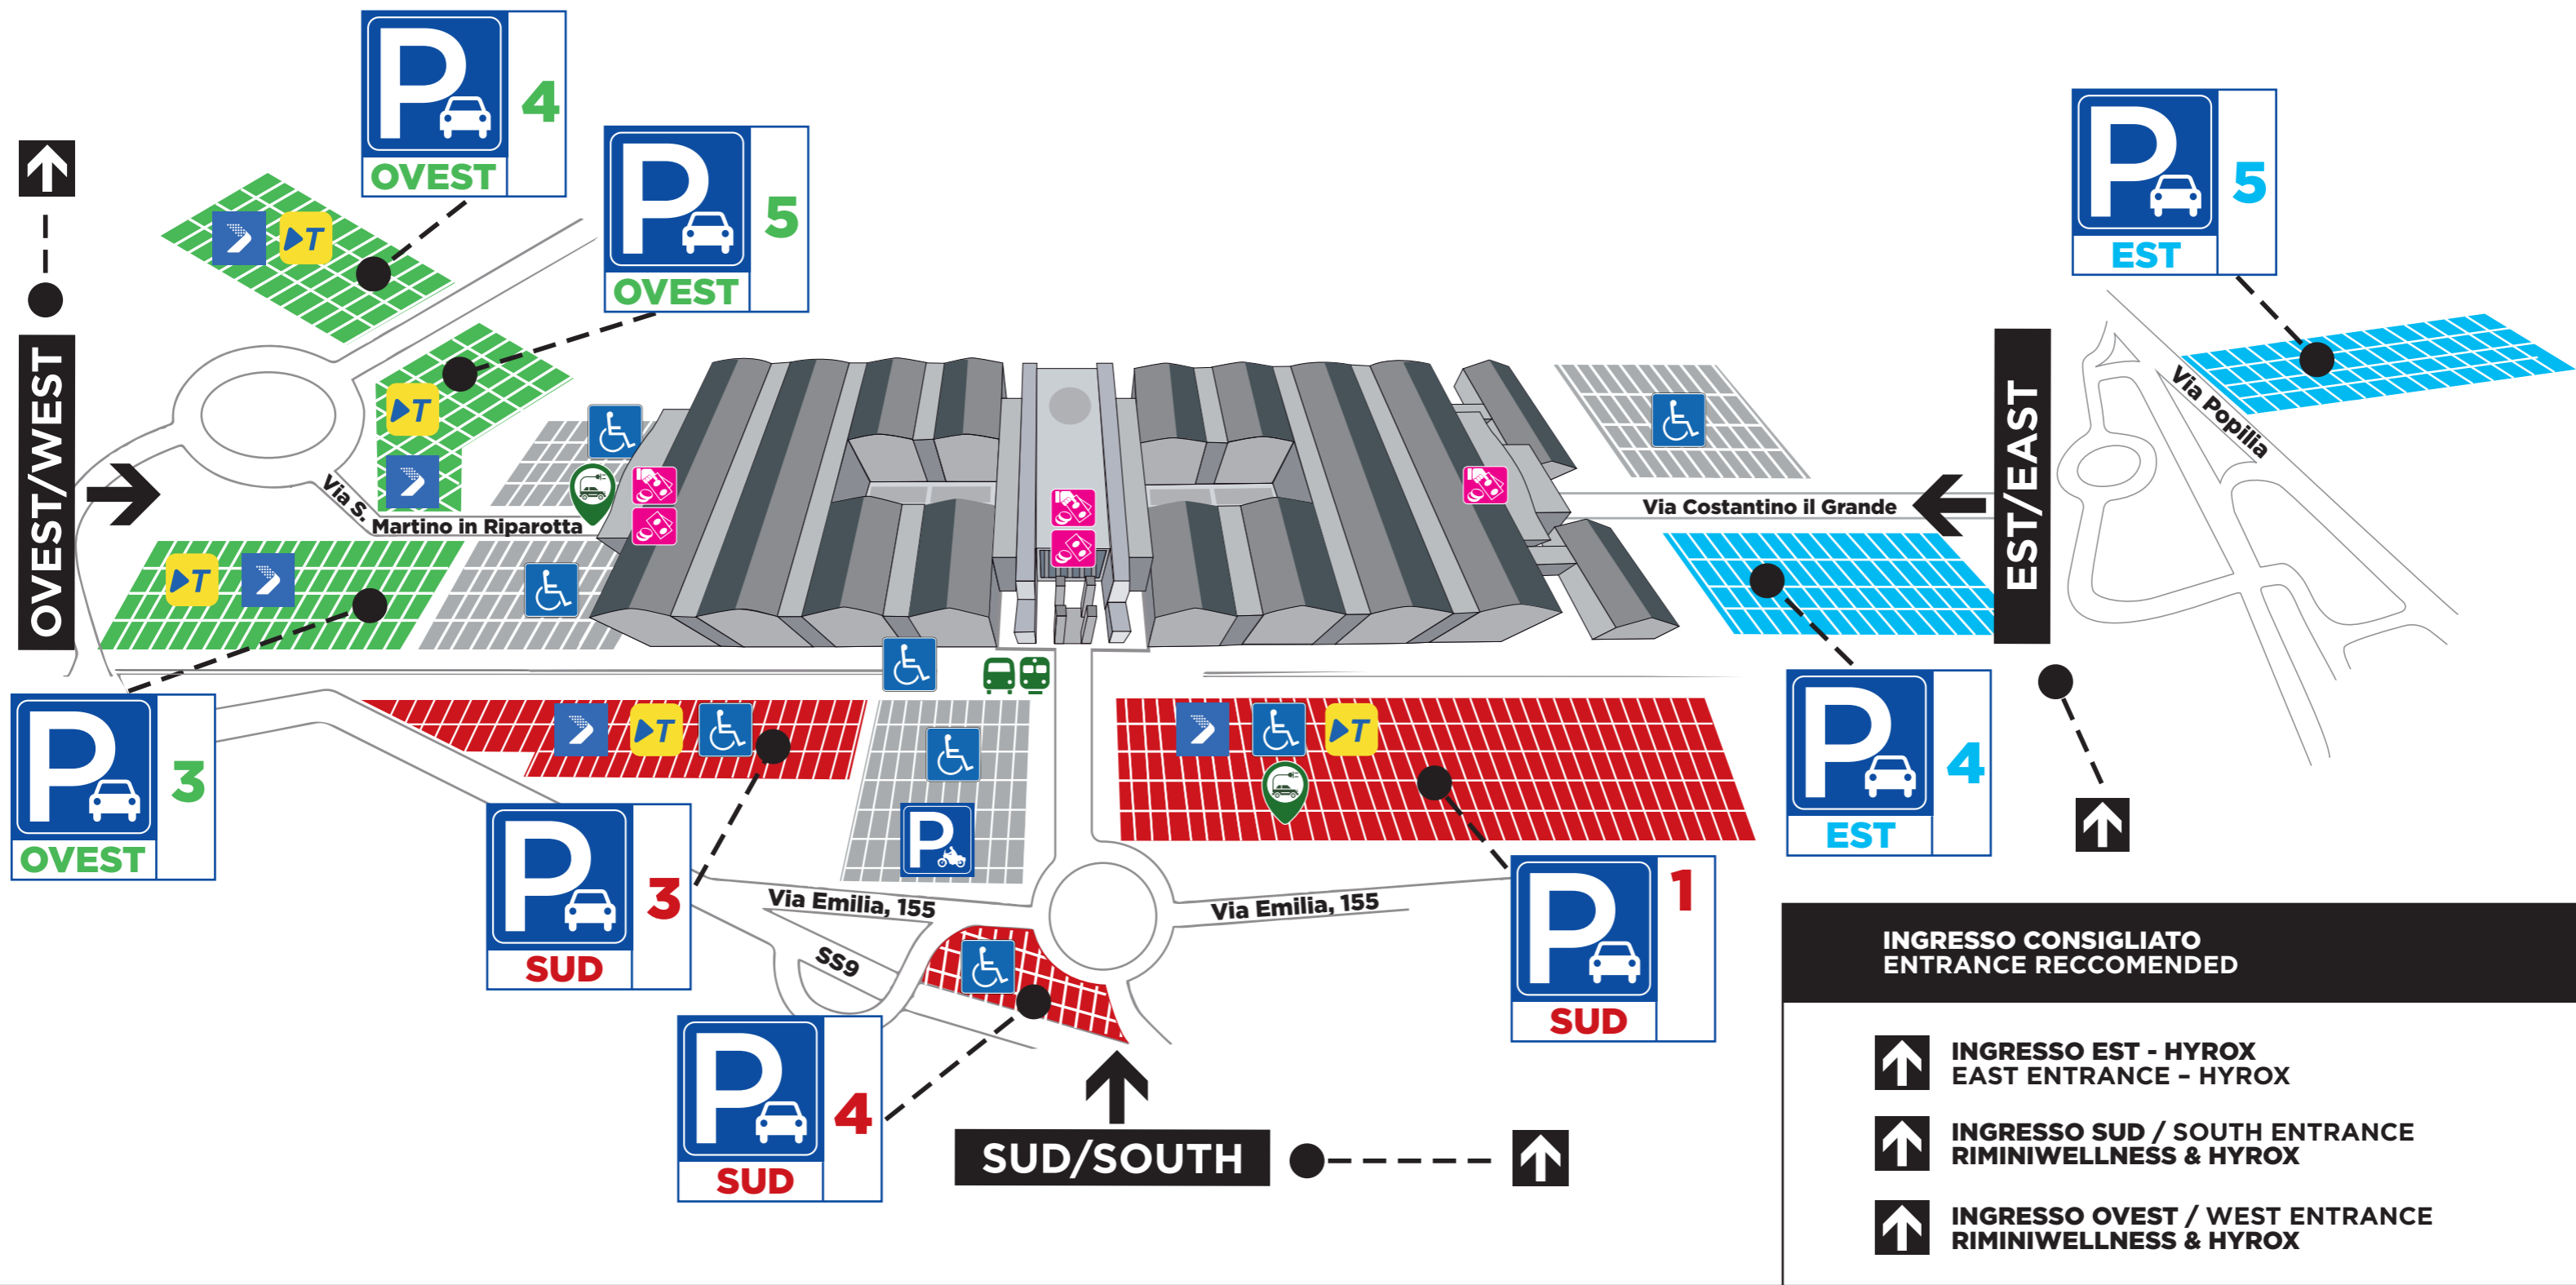 P
4
OVEST
P
5
OVEST
P
5
EST
T
T
T
OVEST/WEST
Via S. Martino in Riparotta
Via Costantino il Grande
EST/EAST
Via Popilia
P
3
OVEST
T
T
P
P
3
SUD
P
4
EST
Via Emilia, 155
Via Emilia, 155
SS9
P
1
SUD
P
4
SUD
SUD/SOUTH
INGRESSO CONSIGLIATO
ENTRANCE RECCOMENDED
INGRESSO EST - HYROX
EAST ENTRANCE – HYROX
INGRESSO SUD / SOUTH ENTRANCE
RIMINIWELLNESS & HYROX
INGRESSO OVEST / WEST ENTRANCE
RIMINIWELLNESS & HYROX